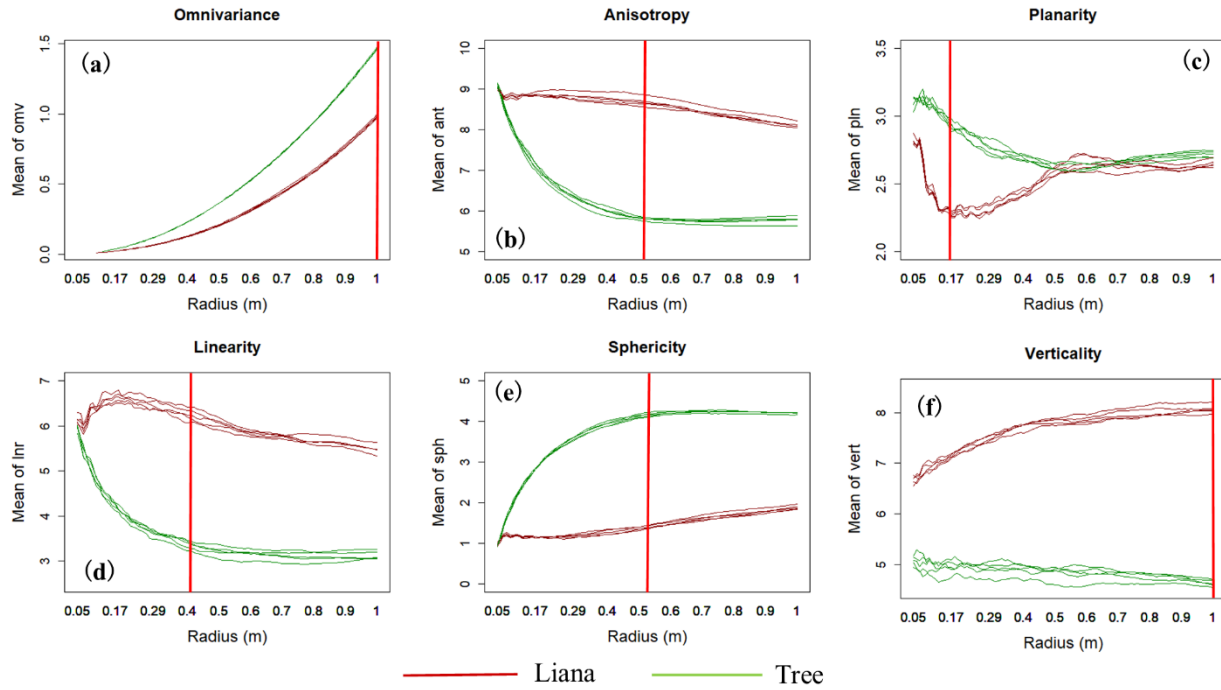 Omnivariance
(a)
Mean of omv
1.5
1.0
0.5
0.0
0.05 0.17 0.29 0.4 0.5 0.6 0.7 0.8 0.9 1
Radius (m)
Anisotropy
(b)
Mean of ant
9
8
7
6
5
0.05 0.17 0.29 0.4 0.5 0.6 0.7 0.8 0.9 1
Radius (m)
Planarity
(c)
Mean of pln
3.5
3.0
2.5
2.0
0.05 0.17 0.29 0.4 0.5 0.6 0.7 0.8 0.9 1
Radius (m)
Linearity
(d)
Mean of lnr
7
6
5
4
3
0.05 0.17 0.29 0.4 0.5 0.6 0.7 0.8 0.9 1
Radius (m)
Sphericity
(e)
Mean of sph
5
4
3
2
1
0
0.05 0.17 0.29 0.4 0.5 0.6 0.7 0.8 0.9 1
Radius (m)
Verticality
(f)
Mean of vert
8
7
6
5
0.05 0.17 0.29 0.4 0.5 0.6 0.7 0.8 0.9 1
Radius (m)
Liana
Tree